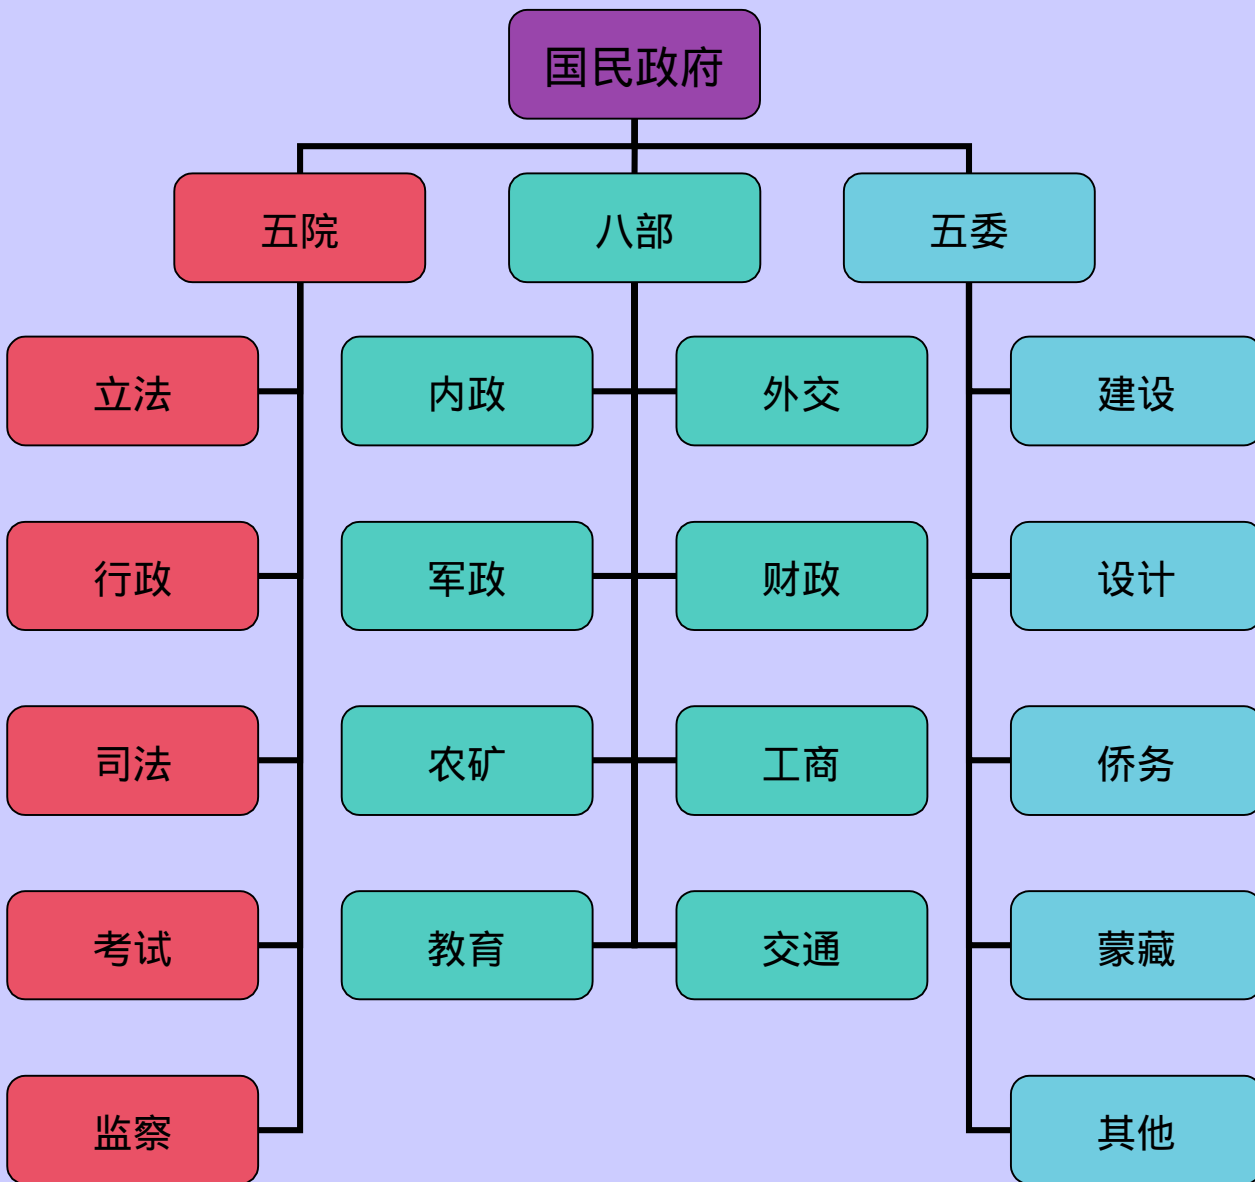 国民政府
五院
八部
五委
立法
内政
外交
建设
行政
军政
财政
设计
司法
农矿
工商
侨务
考试
教育
交通
蒙藏
监察
其他